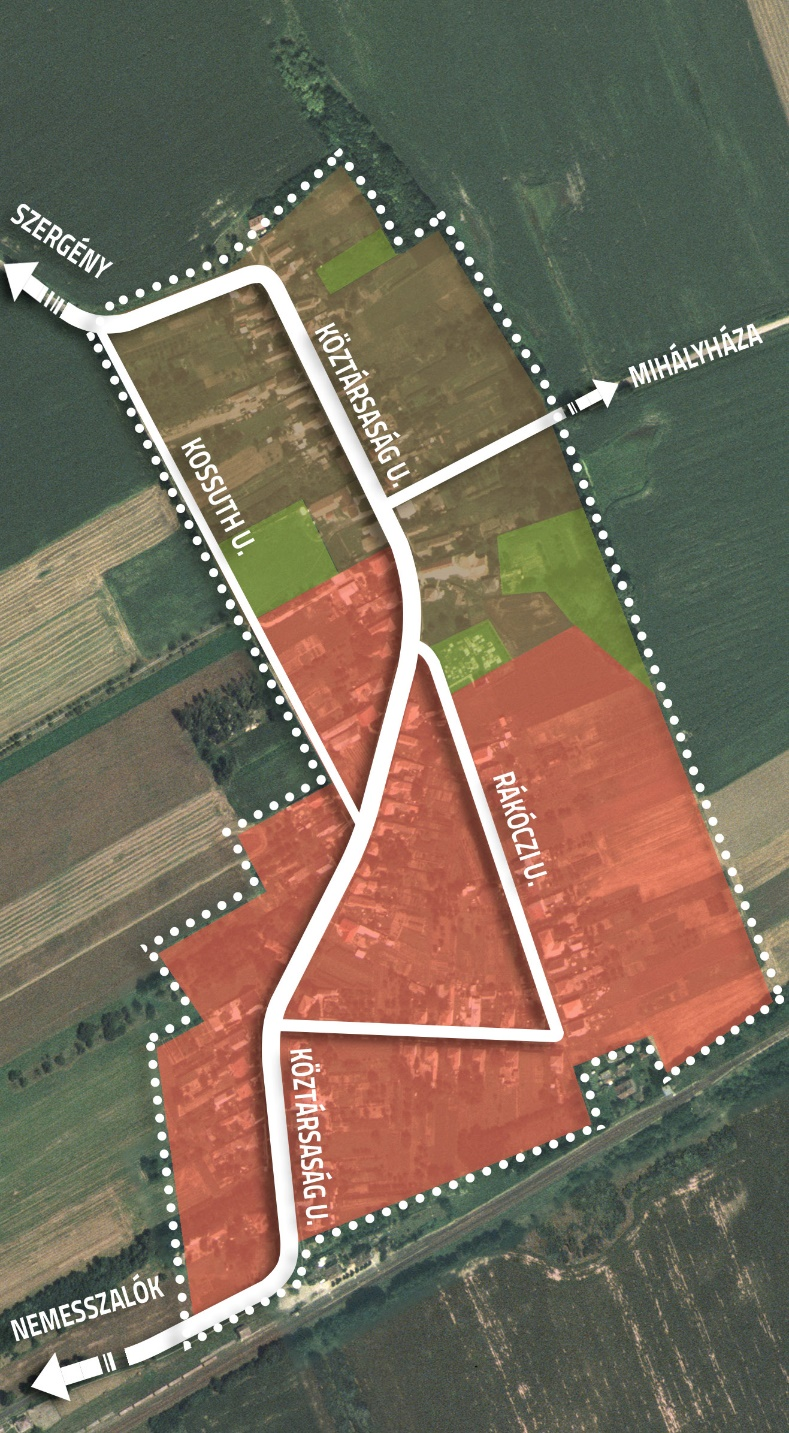 SZERGÉNY
MIHÁLYHÁZA
KÖZTÁRSASÁG U.
KOSSUTH U.
RÁKÓCZI U.
KÖZTÁRSASÁG U.
NEMESSZALÓK